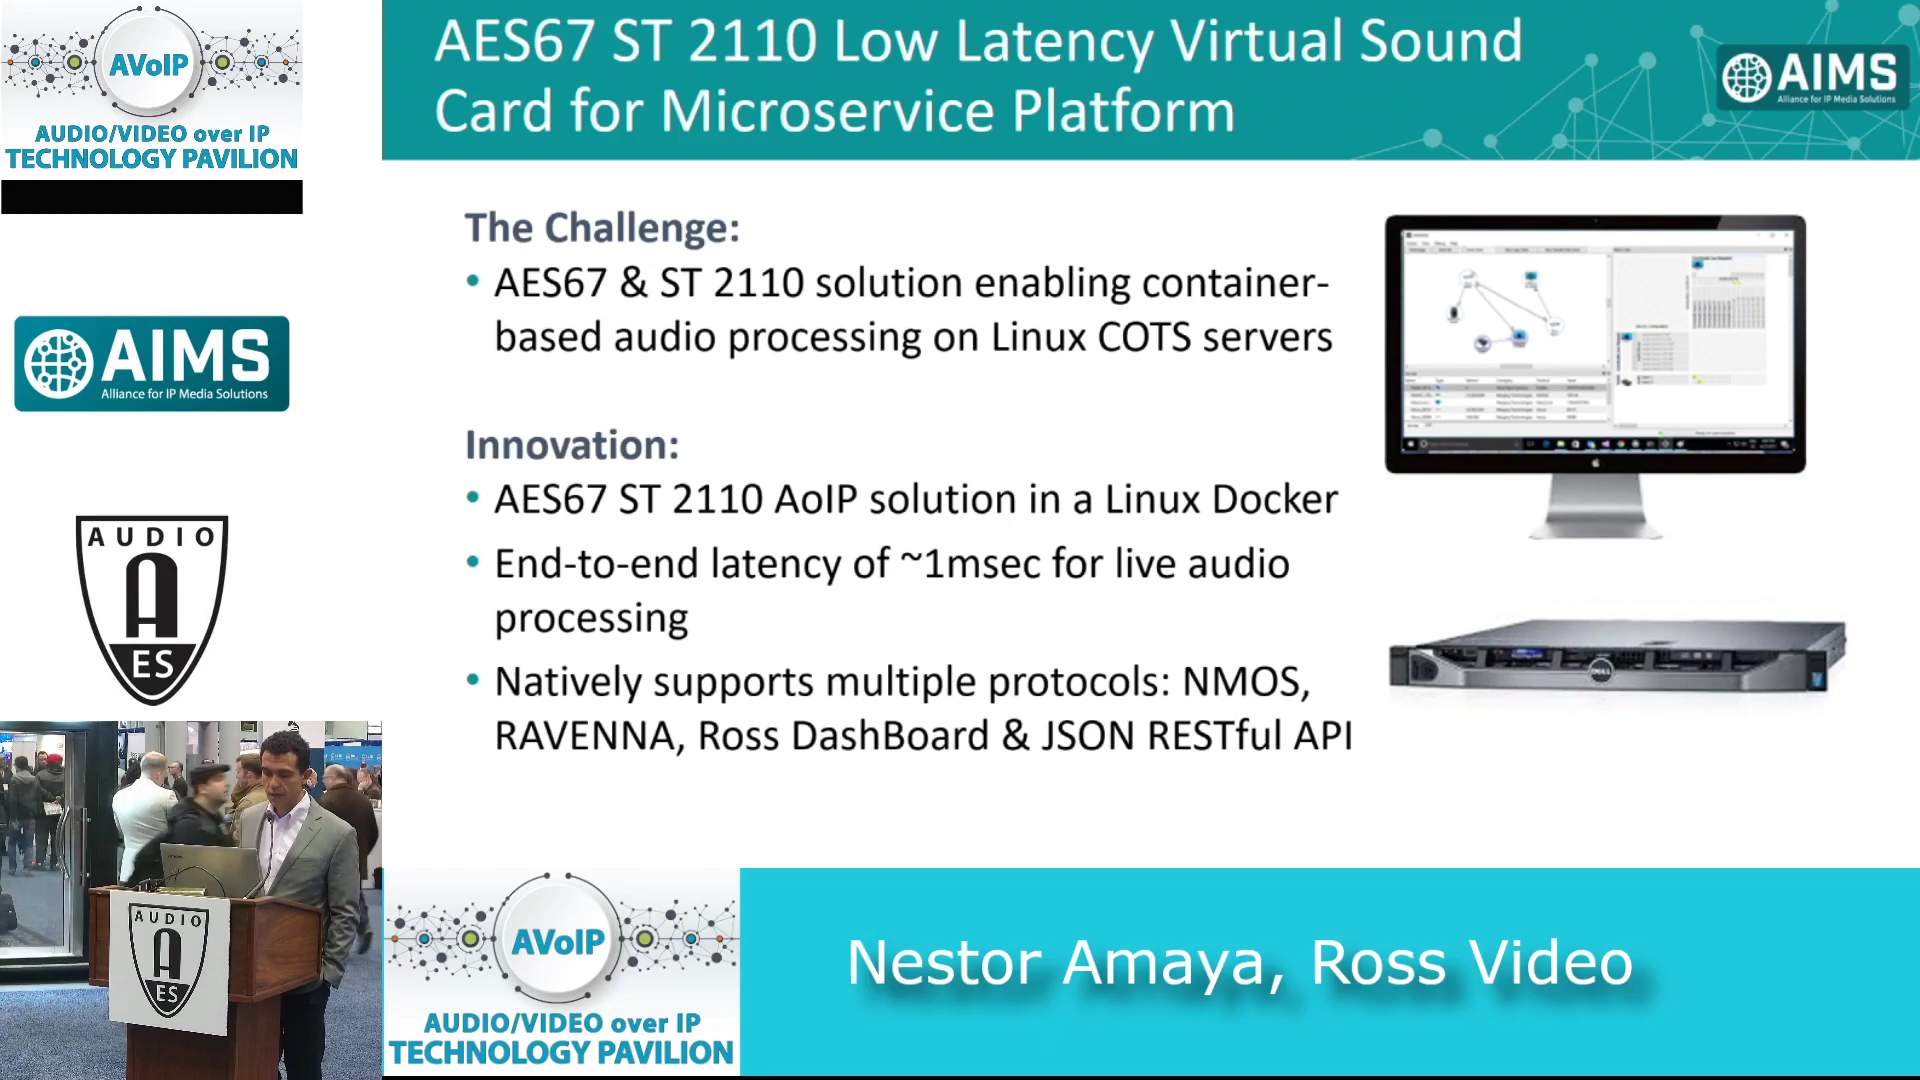 AVoIP
AUDIO/VIDEO over IP
TECHNOLOGY PAVILION
AIMS
Alliance for IP Media Solutions
AUDIO
A
ES
AES67 ST 2110 Low Latency Virtual Sound
Card for Microservice Platform
AIMS
Alliance for IP Media Solutions
The Challenge:
• AES67 & ST 2110 solution enabling container-
based audio processing on Linux COTS servers
Innovation:
• AES67 ST 2110 AoIP solution in a Linux Docker
• End-to-end latency of ~1msec for live audio
processing
• Natively supports multiple protocols: NMOS,
RAVENNA, Ross DashBoard & JSON RESTful API
DELL
AUDIO
A
ES
AVoIP
AUDIO/VIDEO over IP
TECHNOLOGY PAVILION
Nestor Amaya, Ross Video